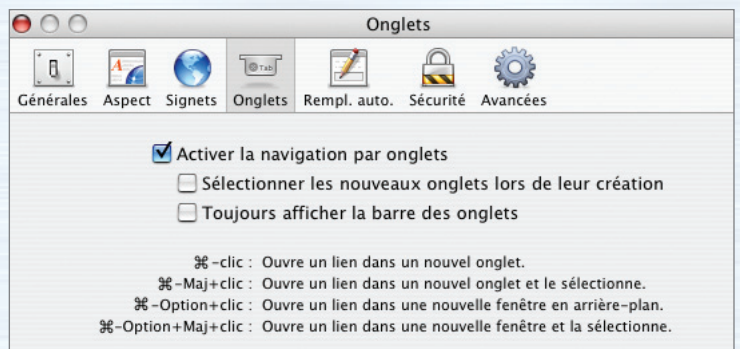 Onglets
Tab
Générales Aspect Signets Onglets Rempl. auto. Sécurité Avancées
Activer la navigation par onglets
Sélectionner les nouveaux onglets lors de leur création
Toujours afficher la barre des onglets
⌘-clic : Ouvre un lien dans un nouvel onglet.
⌘-Maj+clic : Ouvre un lien dans un nouvel onglet et le sélectionne.
⌘-Option+clic : Ouvre un lien dans une nouvelle fenêtre en arrière-plan.
⌘-Option+Maj+clic : Ouvre un lien dans une nouvelle fenêtre et la sélectionne.